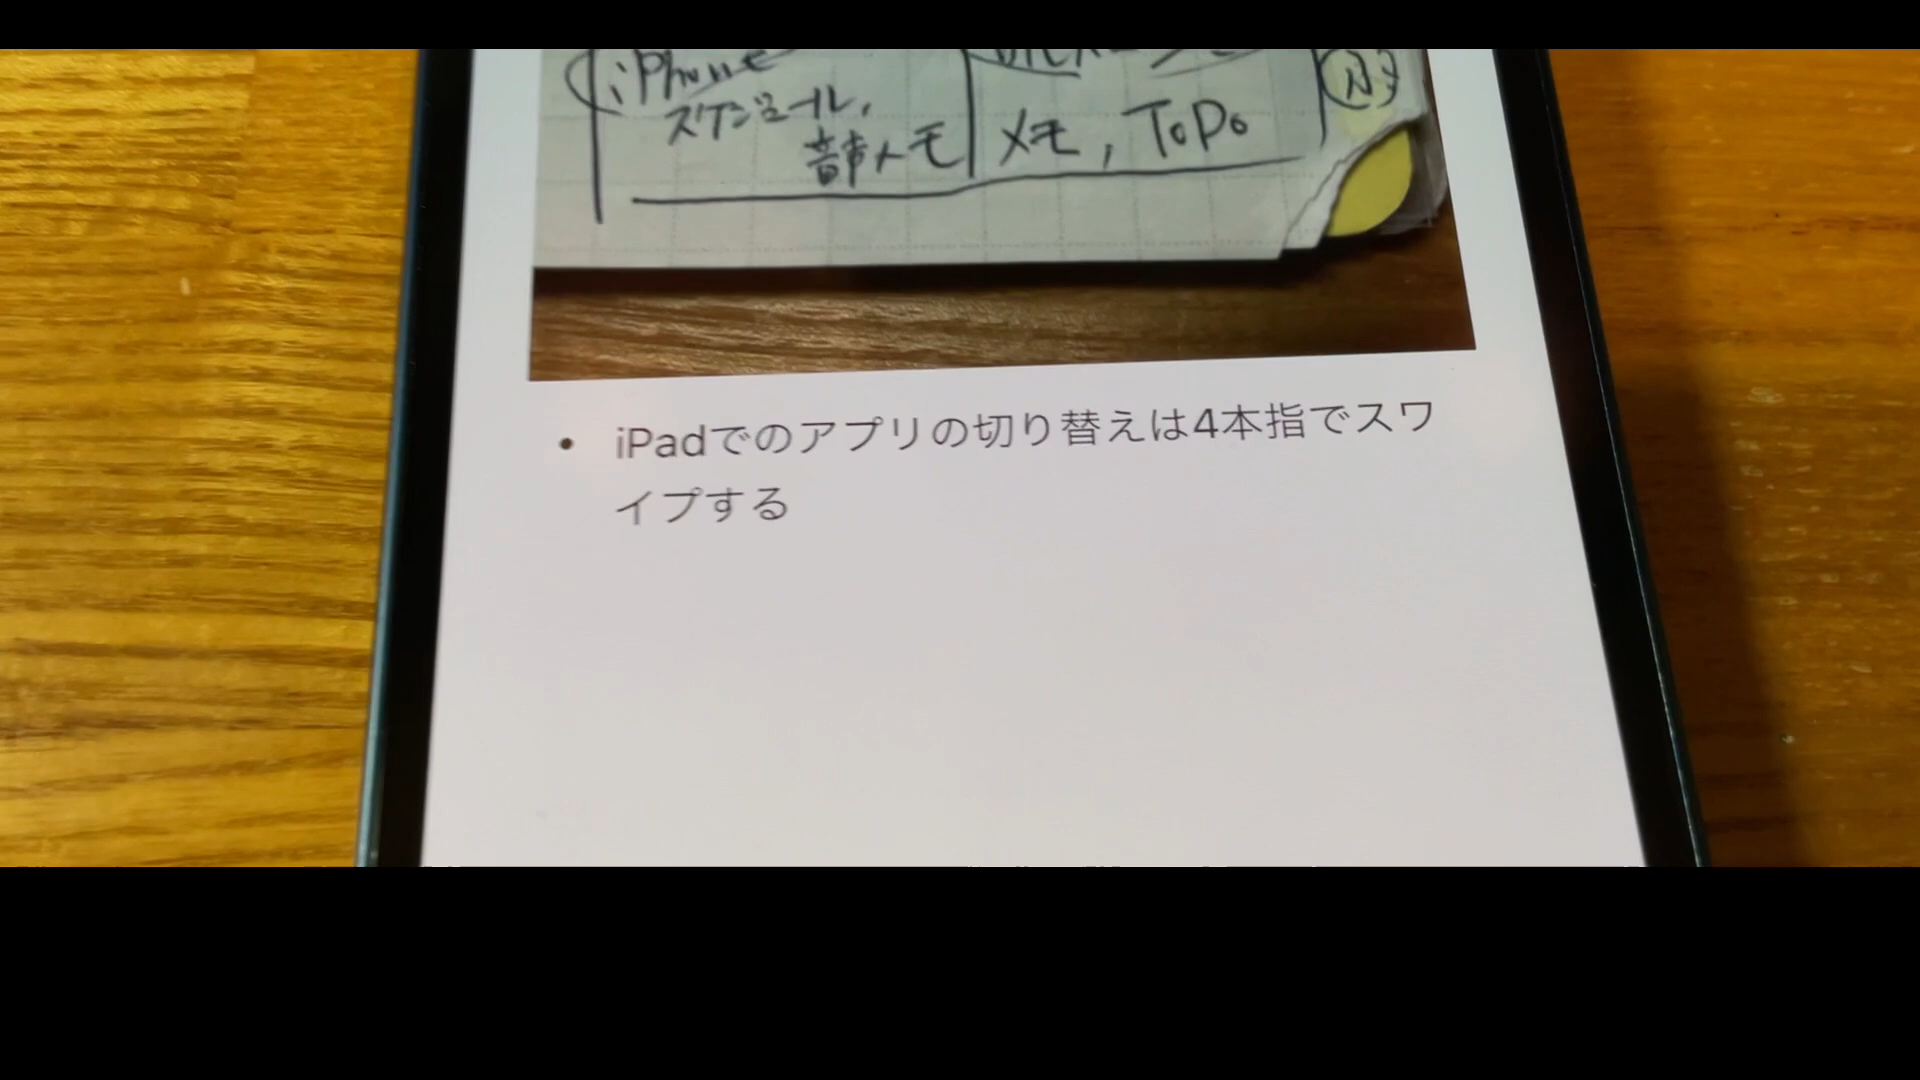 iPhone
スケジュール,
音声メモ
メモ, ToDo
• iPadでのアプリの切り替えは4本指でスワ
イプする